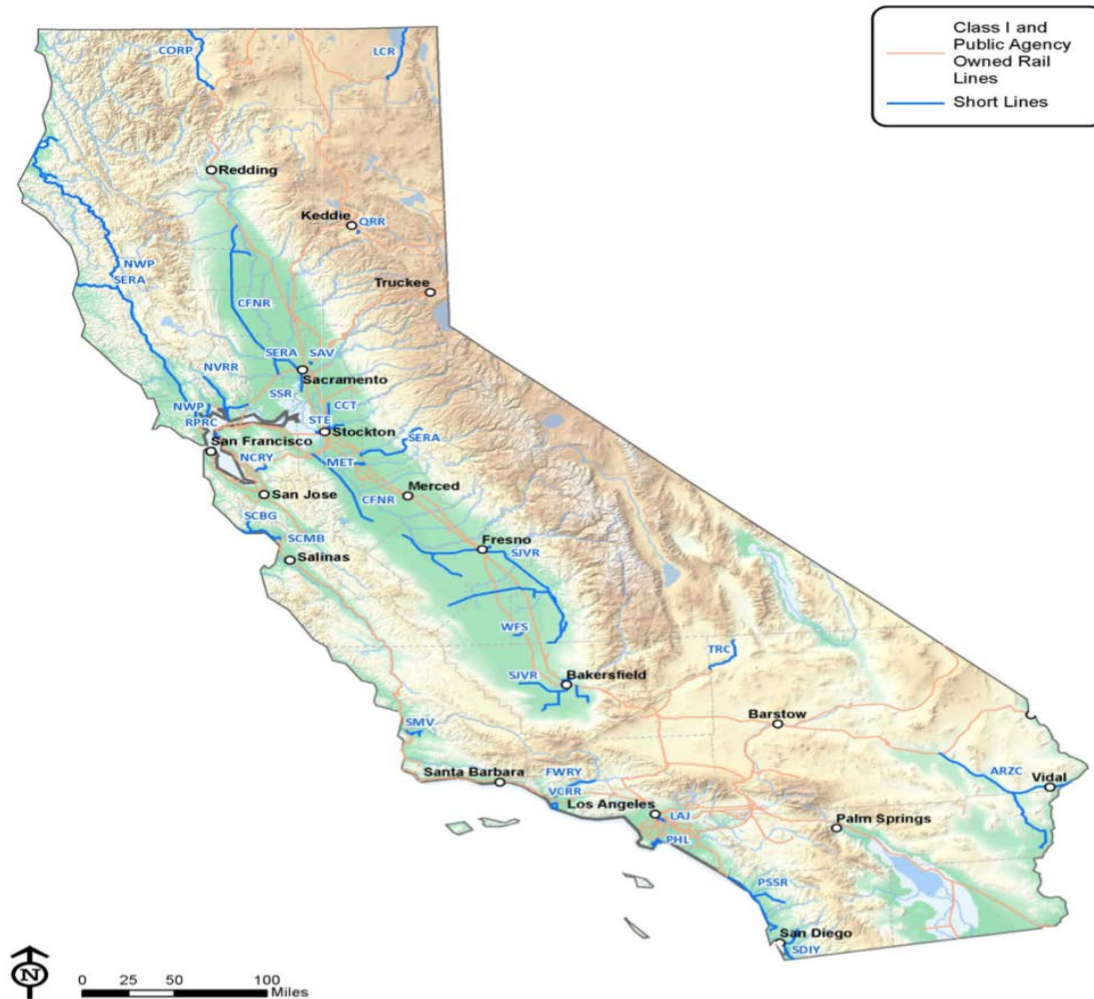 Class I and
Public Agency
Owned Rail
Lines
Short Lines
CORP
LCR
Redding
Keddie
QRR
NWP
SERA
Truckee
CFNR
SERA
SAV
Sacramento
NVRR
SSR
CCT
NWP
STE
RPRC
Stockton
SERA
San Francisco
NCRY
MET
San Jose
CFNR
Merced
SCBG
SCMB
Salinas
Fresno
SJVR
WFS
TRC
SJVR
Bakersfield
Barstow
SMV
Santa Barbara
FWRY
ARZC
Vidal
VCRR
Los Angeles
LAJ
Palm Springs
PHL
PSSR
San Diego
SDIY
N
0 25 50 100
Miles